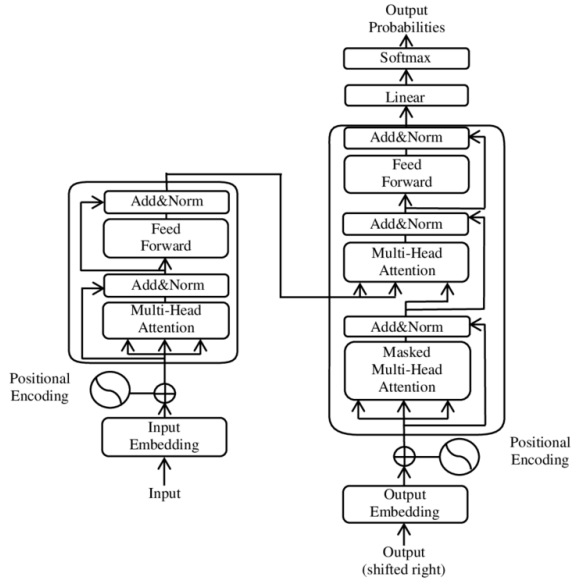 Output
Probabilities
Softmax
Linear
Add&Norm
Feed
Forward
Add&Norm
Multi-Head
Attention
Add&Norm
Masked
Multi-Head
Attention
Positional
Encoding
Output
Embedding
Output
(shifted right)
Add&Norm
Feed
Forward
Add&Norm
Multi-Head
Attention
Positional
Encoding
Input
Embedding
Input